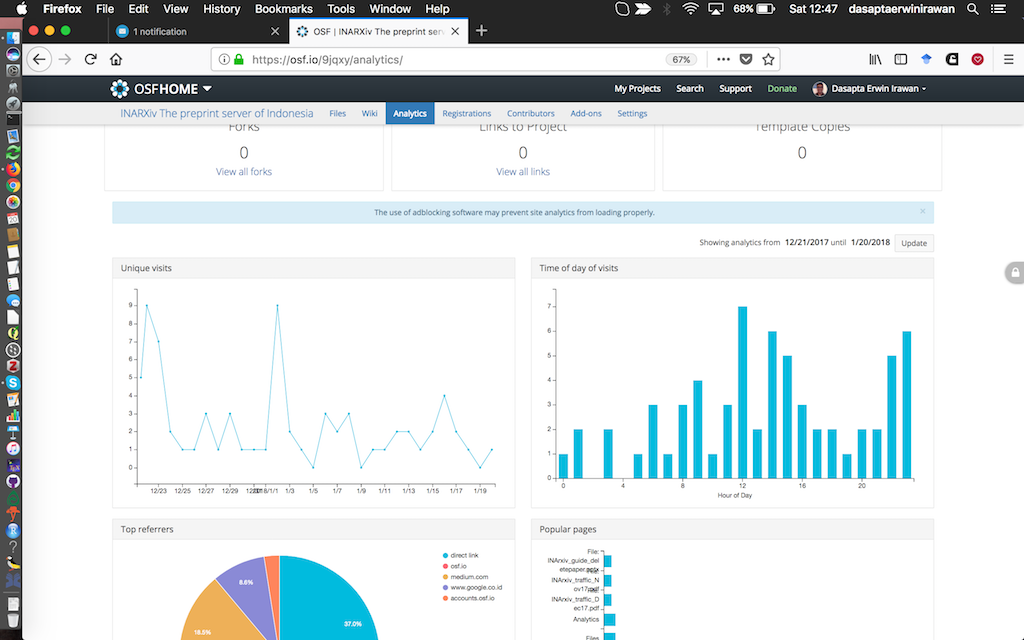 Firefox File Edit View History Bookmarks Tools Window Help 68% Sat 12:47 dasaptaerwinirawan
1 notification
OSF | INARXiv The preprint serv
https://osf.io/9jqxy/analytics/ 67%
OSFHOME My Projects Search Support Donate Dasapta Erwin Irawan
INARXiv The preprint server of Indonesia Files Wiki Analytics Registrations Contributors Add-ons Settings
Forks Links to Project Template Copies
0 0 0
View all forks View all links
The use of adblocking software may prevent site analytics from loading properly.
Showing analytics from 12/21/2017 until 1/20/2018 Update
Unique visits
9
8
7
6
5
4
3
2
1
0
12/23 12/25 12/27 12/29 2018/1/1 1/3 1/5 1/7 1/9 1/11 1/13 1/15 1/17 1/19
Time of day of visits
7
6
5
4
3
2
1
0
0 4 8 12 16 20
Hour of Day
Top referrers
direct link
osf.io
medium.com
www.google.co.id
accounts.osf.io
8.6%
18.5%
37.0%
Popular pages
File:
INArxiv_guide_del
etepaper.pptx
INArxiv_traffic_N
ov17.pdf
INArxiv_traffic_D
ec17.pdf
Analytics
Files